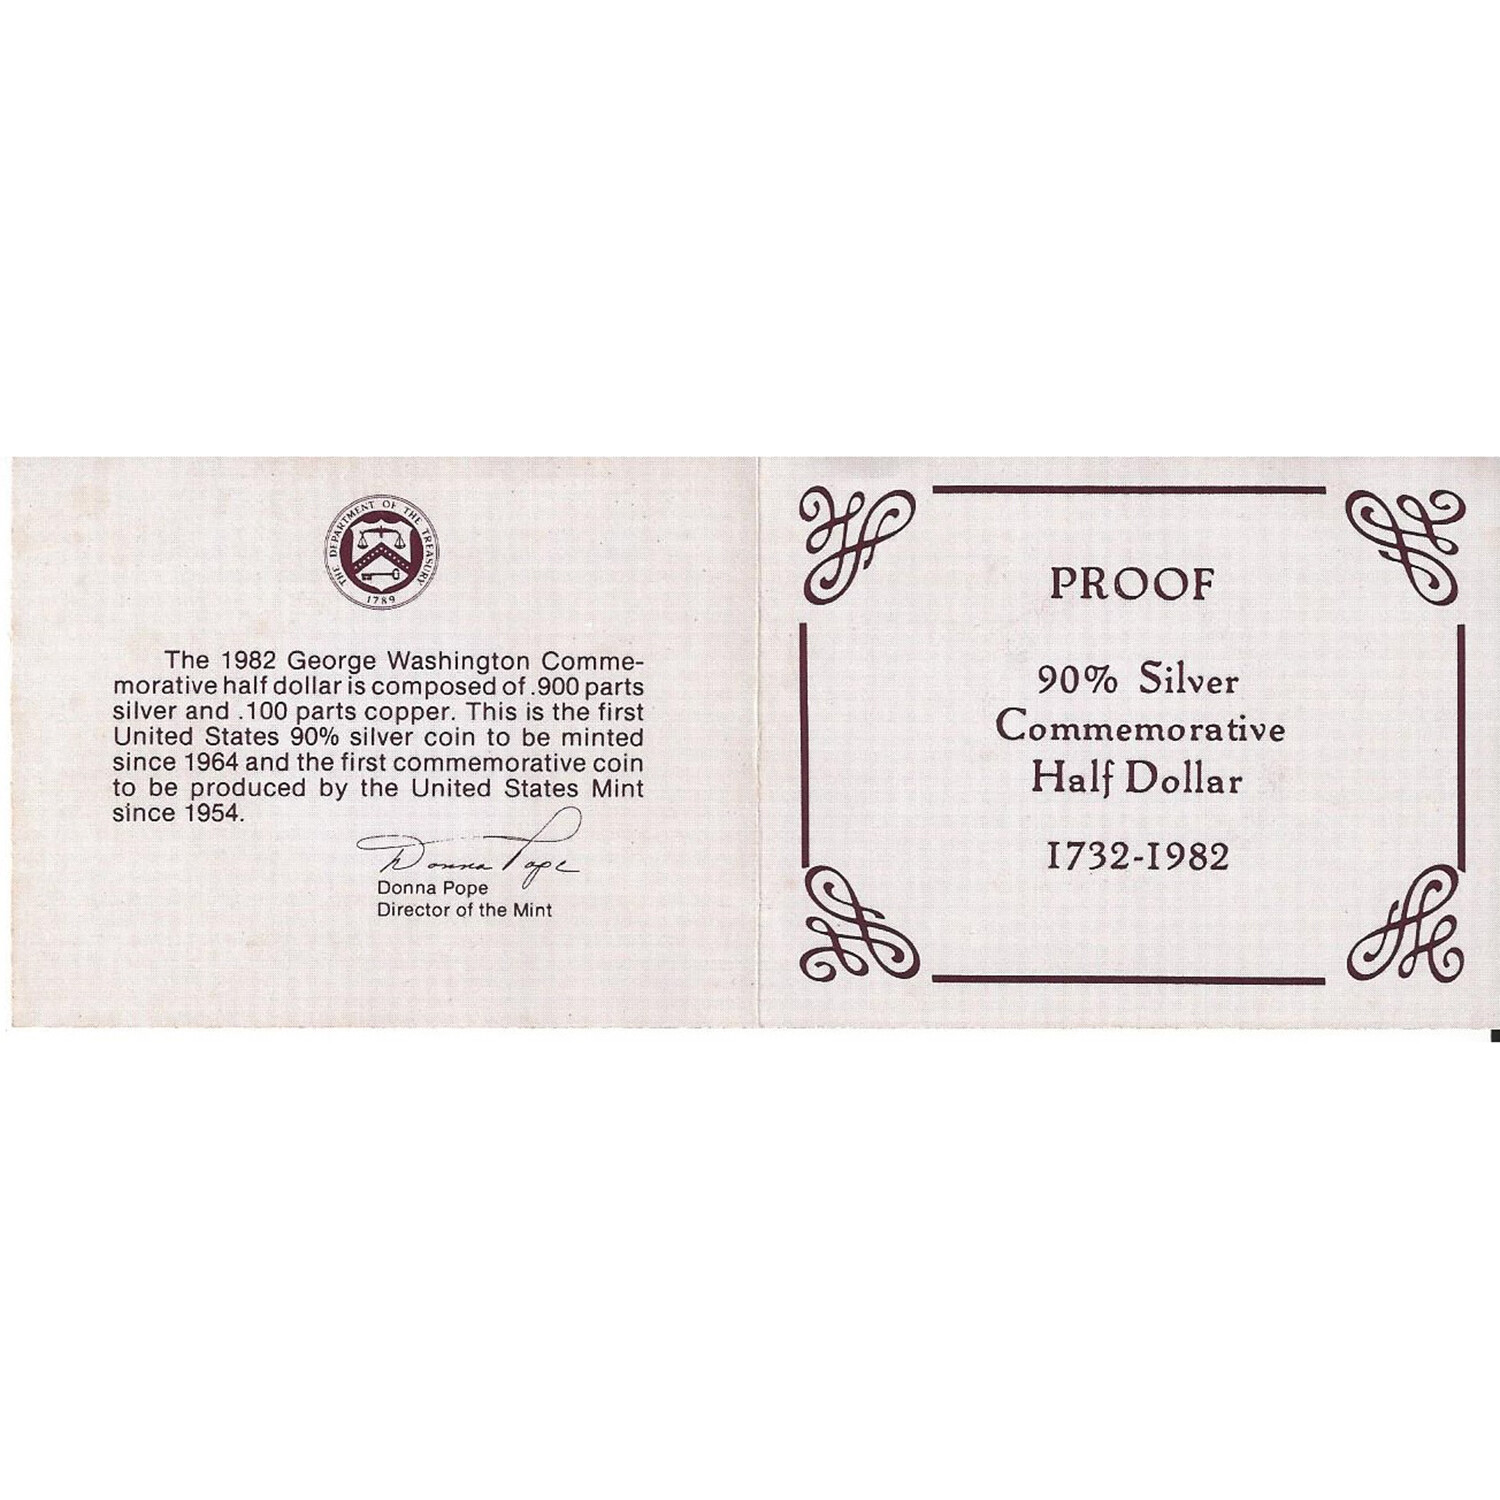 THE DEPARTMENT OF THE TREASURY
1789
The 1982 George Washington Comme-
morative half dollar is composed of .900 parts
silver and .100 parts copper. This is the first
United States 90% silver coin to be minted
since 1964 and the first commemorative coin
to be produced by the United States Mint
since 1954.
Donna Pope
Donna Pope
Director of the Mint
PROOF
90% Silver
Commemorative
Half Dollar
1732-1982